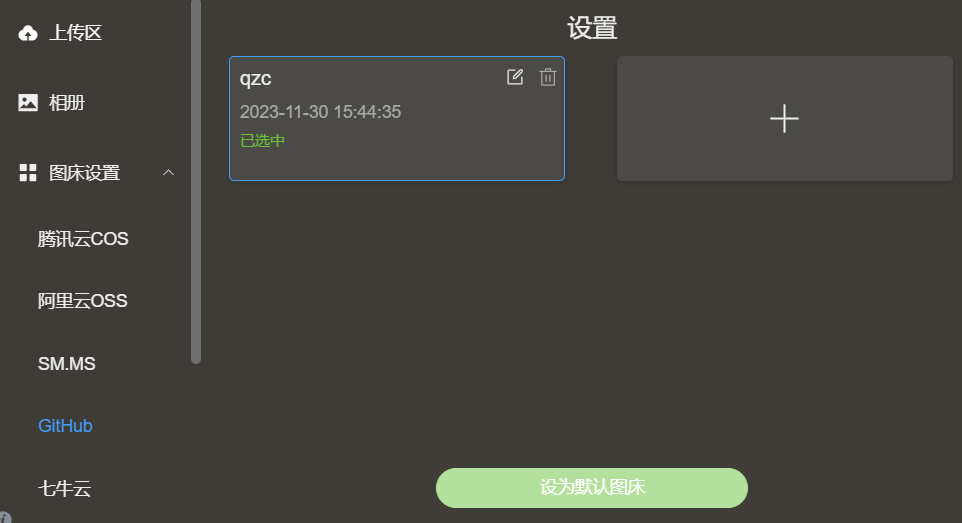 上传区
相册
图床设置
腾讯云COS
阿里云OSS
SM.MS
GitHub
七牛云
设置
qzc
2023-11-30 15:44:35
已选中
设为默认图床